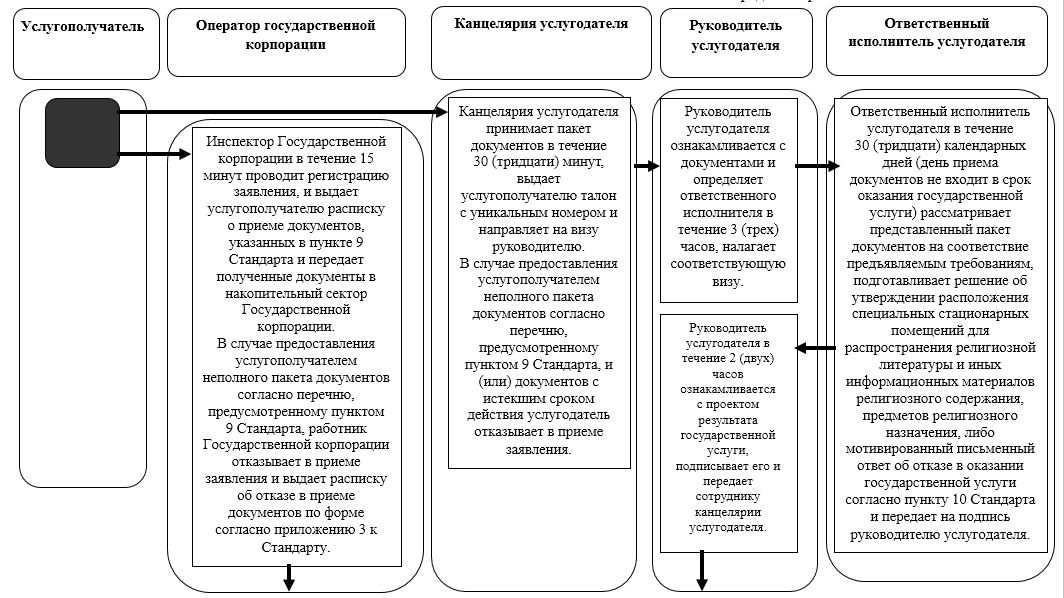 Услугополучатель
Оператор государственной
корпорации
Канцелярия услугодателя
Руководитель
услугодателя
Ответственный
исполнитель услугодателя
Инспектор Государственной
корпорации в течение 15
минут проводит регистрацию
заявления, и выдает
услугополучателю расписку
о приеме документов,
указанных в пункте 9
Стандарта и передает
полученные документы в
накопительный сектор
Государственной
корпорации.
В случае предоставления
услугополучателем
неполного пакета документов
согласно перечню,
предусмотренному пунктом
9 Стандарта, работник
Государственной корпорации
отказывает в приеме
заявления и выдает расписку
об отказе в приеме
документов по форме
согласно приложению 3 к
Стандарту.
Канцелярия услугодателя
принимает пакет
документов в течение
30 (тридцати) минут,
выдает
услугополучателю талон
с уникальным номером и
направляет на визу
руководителю.
В случае предоставления
услугополучателем
неполного пакета
документов согласно
перечню,
предусмотренному
пунктом 9 Стандарта, и
(или) документов с
истекшим сроком
действия услугодатель
отказывает в приеме
заявления.
Руководитель
услугодателя
ознакамливается с
документами и
определяет
ответственного
исполнителя в
течение 3 (трех)
часов, налагает
соответствующую
визу.
Руководитель
услугодателя в
течение 2 (двух)
часов
ознакамливается
с проектом
результата
государственной
услуги,
подписывает его и
передает
сотруднику
канцелярии
услугодателя.
Ответственный исполнитель
услугодателя в течение
30 (тридцати) календарных
дней (день приема
документов не входит в срок
оказания государственной
услуги) рассматривает
представленный пакет
документов на соответствие
предъявляемым требованиям,
подготавливает решение об
утверждении расположения
специальных стационарных
помещений для
распространения религиозной
литературы и иных
информационных материалов
религиозного содержания,
предметов религиозного
назначения, либо
мотивированный письменный
ответ об отказе в оказании
государственной услуги
согласно пункту 10 Стандарта
и передает на подпись
руководителю услугодателя.